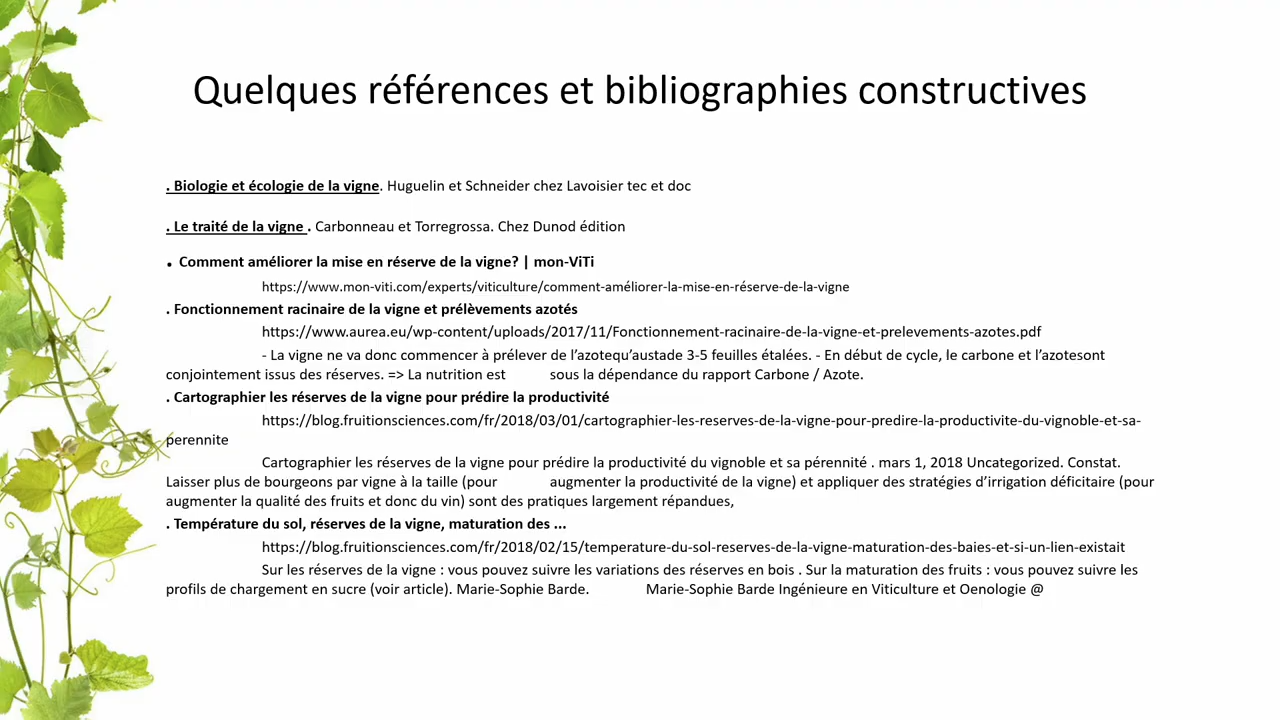 Quelques références et bibliographies constructives
. Biologie et écologie de la vigne. Huguelin et Schneider chez Lavoisier tec et doc
. Le traité de la vigne . Carbonneau et Torregrossa. Chez Dunod édition
. Comment améliorer la mise en réserve de la vigne? | mon-ViTi
https://www.mon-viti.com/experts/viticulture/comment-améliorer-la-mise-en-réserve-de-la-vigne
. Fonctionnement racinaire de la vigne et prélèvements azotés
https://www.aurea.eu/wp-content/uploads/2017/11/Fonctionnement-racinaire-de-la-vigne-et-prelevements-azotes.pdf
- La vigne ne va donc commencer à prélever de l’azotequ’austade 3-5 feuilles étalées. - En début de cycle, le carbone et l’azotesont
conjointement issus des réserves. => La nutrition est sous la dépendance du rapport Carbone / Azote.
. Cartographier les réserves de la vigne pour prédire la productivité
https://blog.fruitionsciences.com/fr/2018/03/01/cartographier-les-reserves-de-la-vigne-pour-predire-la-productivite-du-vignoble-et-sa-
perennite
Cartographier les réserves de la vigne pour prédire la productivité du vignoble et sa pérennité . mars 1, 2018 Uncategorized. Constat.
Laisser plus de bourgeons par vigne à la taille (pour augmenter la productivité de la vigne) et appliquer des stratégies d’irrigation déficitaire (pour
augmenter la qualité des fruits et donc du vin) sont des pratiques largement répandues,
. Température du sol, réserves de la vigne, maturation des ...
https://blog.fruitionsciences.com/fr/2018/02/15/temperature-du-sol-reserves-de-la-vigne-maturation-des-baies-et-si-un-lien-existait
Sur les réserves de la vigne : vous pouvez suivre les variations des réserves en bois . Sur la maturation des fruits : vous pouvez suivre les
profils de chargement en sucre (voir article). Marie-Sophie Barde. Marie-Sophie Barde Ingénieure en Viticulture et Oenologie @